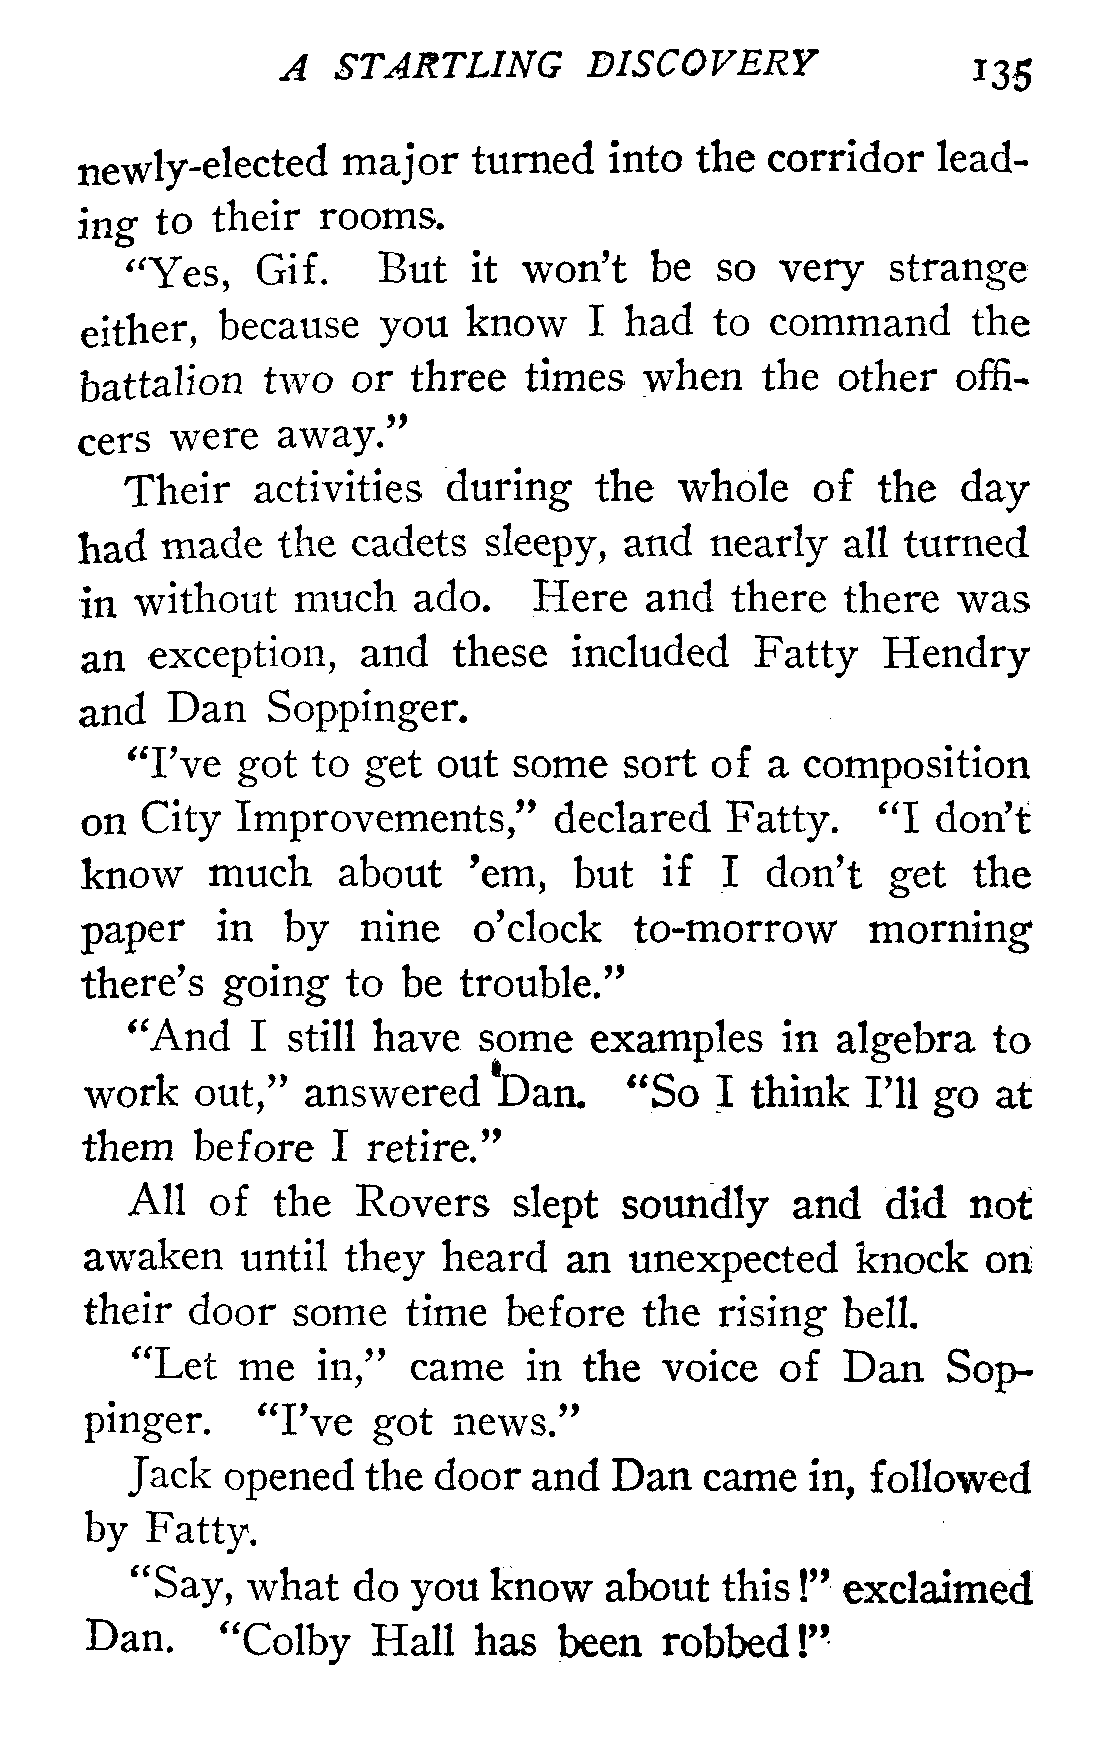 A STARTLING DISCOVERY 135
newly-elected major turned into the corridor lead-
ing to their rooms.
"Yes, Gif. But it won't be so very strange
either, because you know I had to command the
battalion two or three times when the other offi-
cers were away."
Their activities during the whole of the day
had made the cadets sleepy, and nearly all turned
in without much ado. Here and there there was
an exception, and these included Fatty Hendry
and Dan Soppinger.
"I've got to get out some sort of a composition
on City Improvements," declared Fatty. "I don't
know much about 'em, but if I don't get the
paper in by nine o'clock to-morrow morning
there's going to be trouble."
"And I still have some examples in algebra to
work out," answered Dan. "So I think I'll go at
them before I retire."
All of the Rovers slept soundly and did not
awaken until they heard an unexpected knock on
their door some time before the rising bell.
"Let me in," came in the voice of Dan Sop-
pinger. "I've got news."
Jack opened the door and Dan came in, followed
by Fatty.
"Say, what do you know about this!" exclaimed
Dan. "Colby Hall has been robbed!"